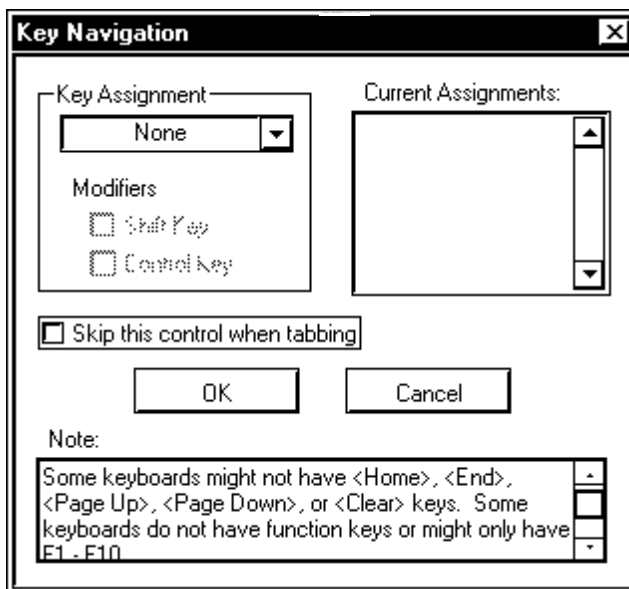 Key Navigation
Key Assignment
None
Modifiers
Shift Key
Control Key
Current Assignments:
Skip this control when tabbing
OK
Cancel
Note:
Some keyboards might not have <Home>, <End>,
<Page Up>, <Page Down>, or <Clear> keys. Some
keyboards do not have function keys or might only have
F1 - F10